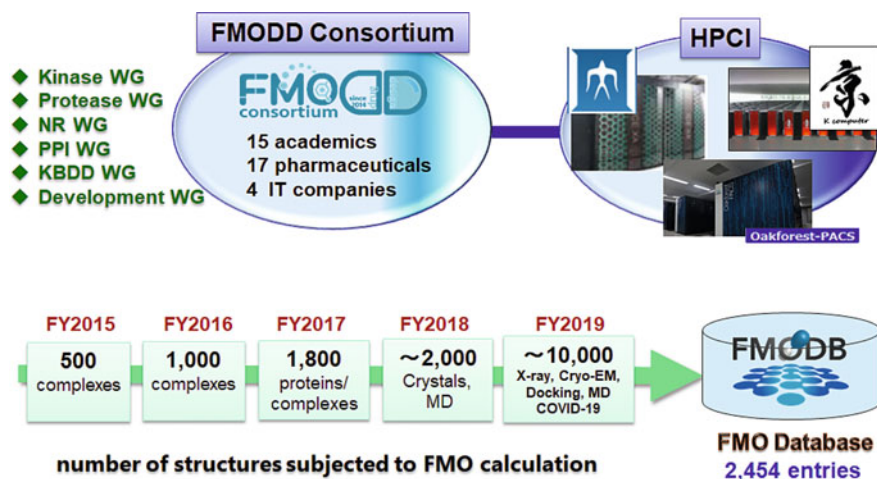 FMODD Consortium
HPCI
◆ Kinase WG
◆ Protease WG
◆ NR WG
◆ PPI WG
◆ KBDD WG
◆ Development WG
FMODD
since 2014
consortium
15 academics
17 pharmaceuticals
4 IT companies
京
K computer
Oakforest-PACS
FY2015
500
complexes
FY2016
1,000
complexes
FY2017
1,800
proteins/
complexes
FY2018
～2,000
Crystals,
MD
FY2019
～10,000
X-ray, Cryo-EM,
Docking, MD
COVID-19
FMODB
FMO Database
2,454 entries
number of structures subjected to FMO calculation